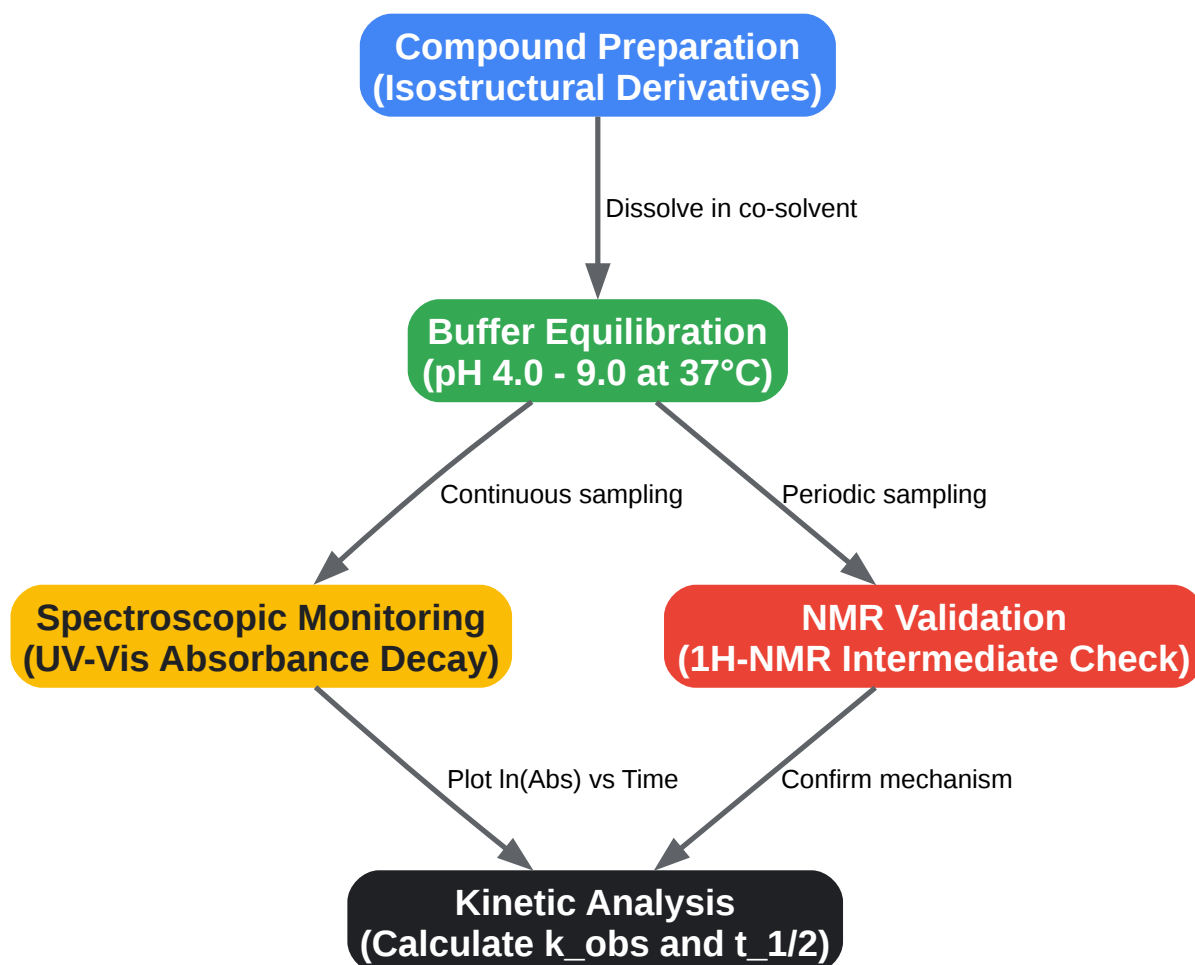 Compound Preparation
(Isostructural Derivatives)
Dissolve in co-solvent
Buffer Equilibration
(pH 4.0 - 9.0 at 37°C)
Continuous sampling
Periodic sampling
Spectroscopic Monitoring
(UV-Vis Absorbance Decay)
NMR Validation
(1H-NMR Intermediate Check)
Plot ln(Abs) vs Time
Confirm mechanism
Kinetic Analysis
(Calculate k_obs and t_1/2)